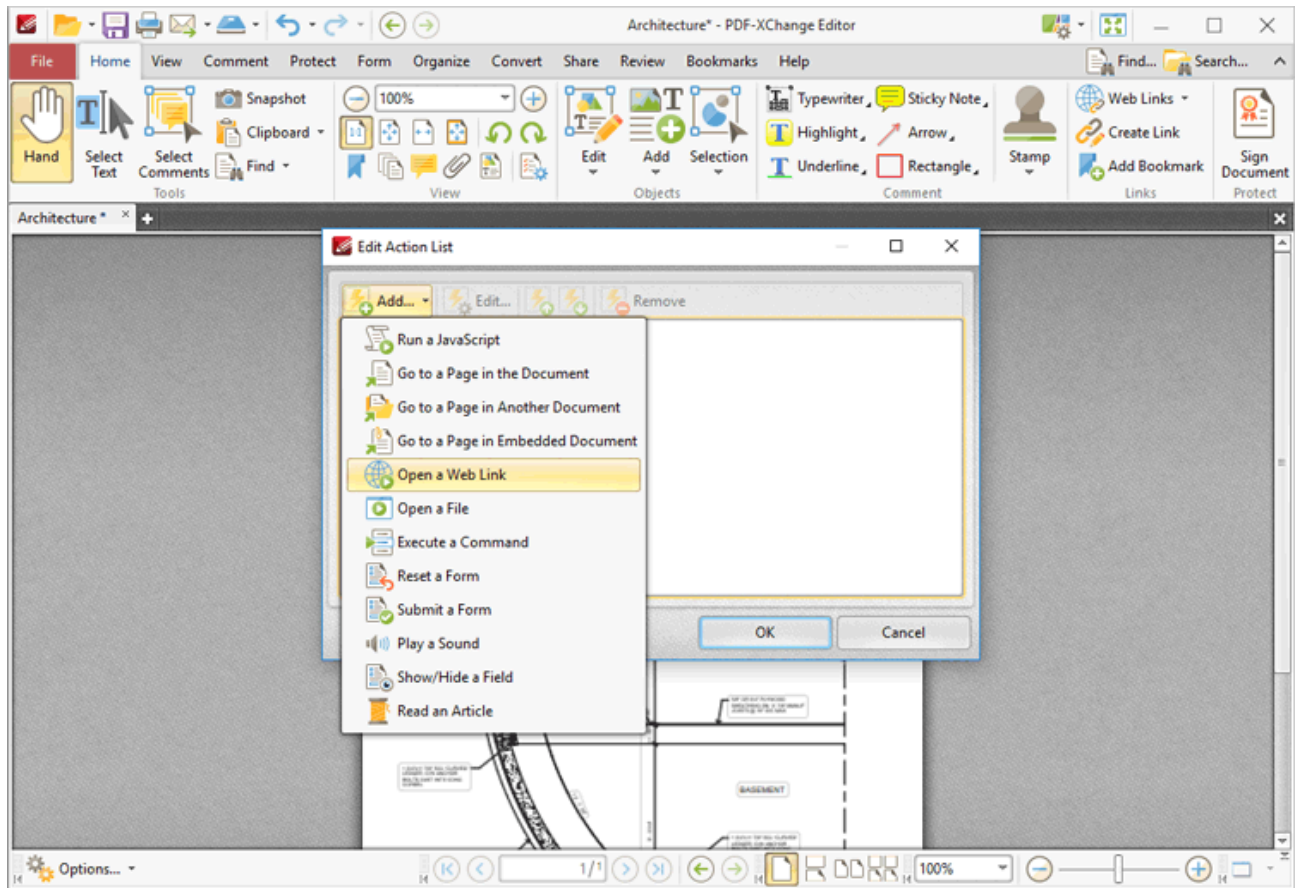 Architecture* - PDF-XChange Editor
File Home View Comment Protect Form Organize Convert Share Review Bookmarks Help Find... Search...
Hand
Select Text
Select Comments
Snapshot
Clipboard
Find
Tools
100%
View
Edit
Add
Selection
Objects
Typewriter
Sticky Note
Highlight
Arrow
Underline
Rectangle
Stamp
Comment
Web Links
Create Link
Add Bookmark
Links
Sign Document
Protect
Architecture *
Edit Action List
Add... Edit... Remove
Run a JavaScript
Go to a Page in the Document
Go to a Page in Another Document
Go to a Page in Embedded Document
Open a Web Link
Open a File
Execute a Command
Reset a Form
Submit a Form
Play a Sound
Show/Hide a Field
Read an Article
OK Cancel
BASEMENT
Options... 1/1 100%